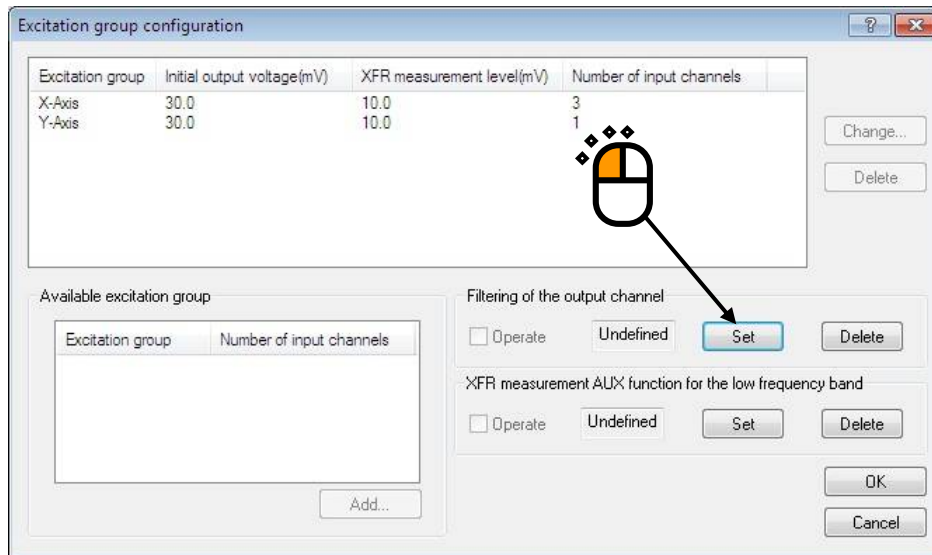 Excitation group configuration
Excitation group Initial output voltage(mV) XFR measurement level(mV) Number of input channels
X-Axis 30.0 10.0 3
Y-Axis 30.0 10.0 1
Change...
Delete
Available excitation group
Excitation group Number of input channels
Add...
Filtering of the output channel
Operate Undefined Set Delete
XFR measurement AUX function for the low frequency band
Operate Undefined Set Delete
OK
Cancel